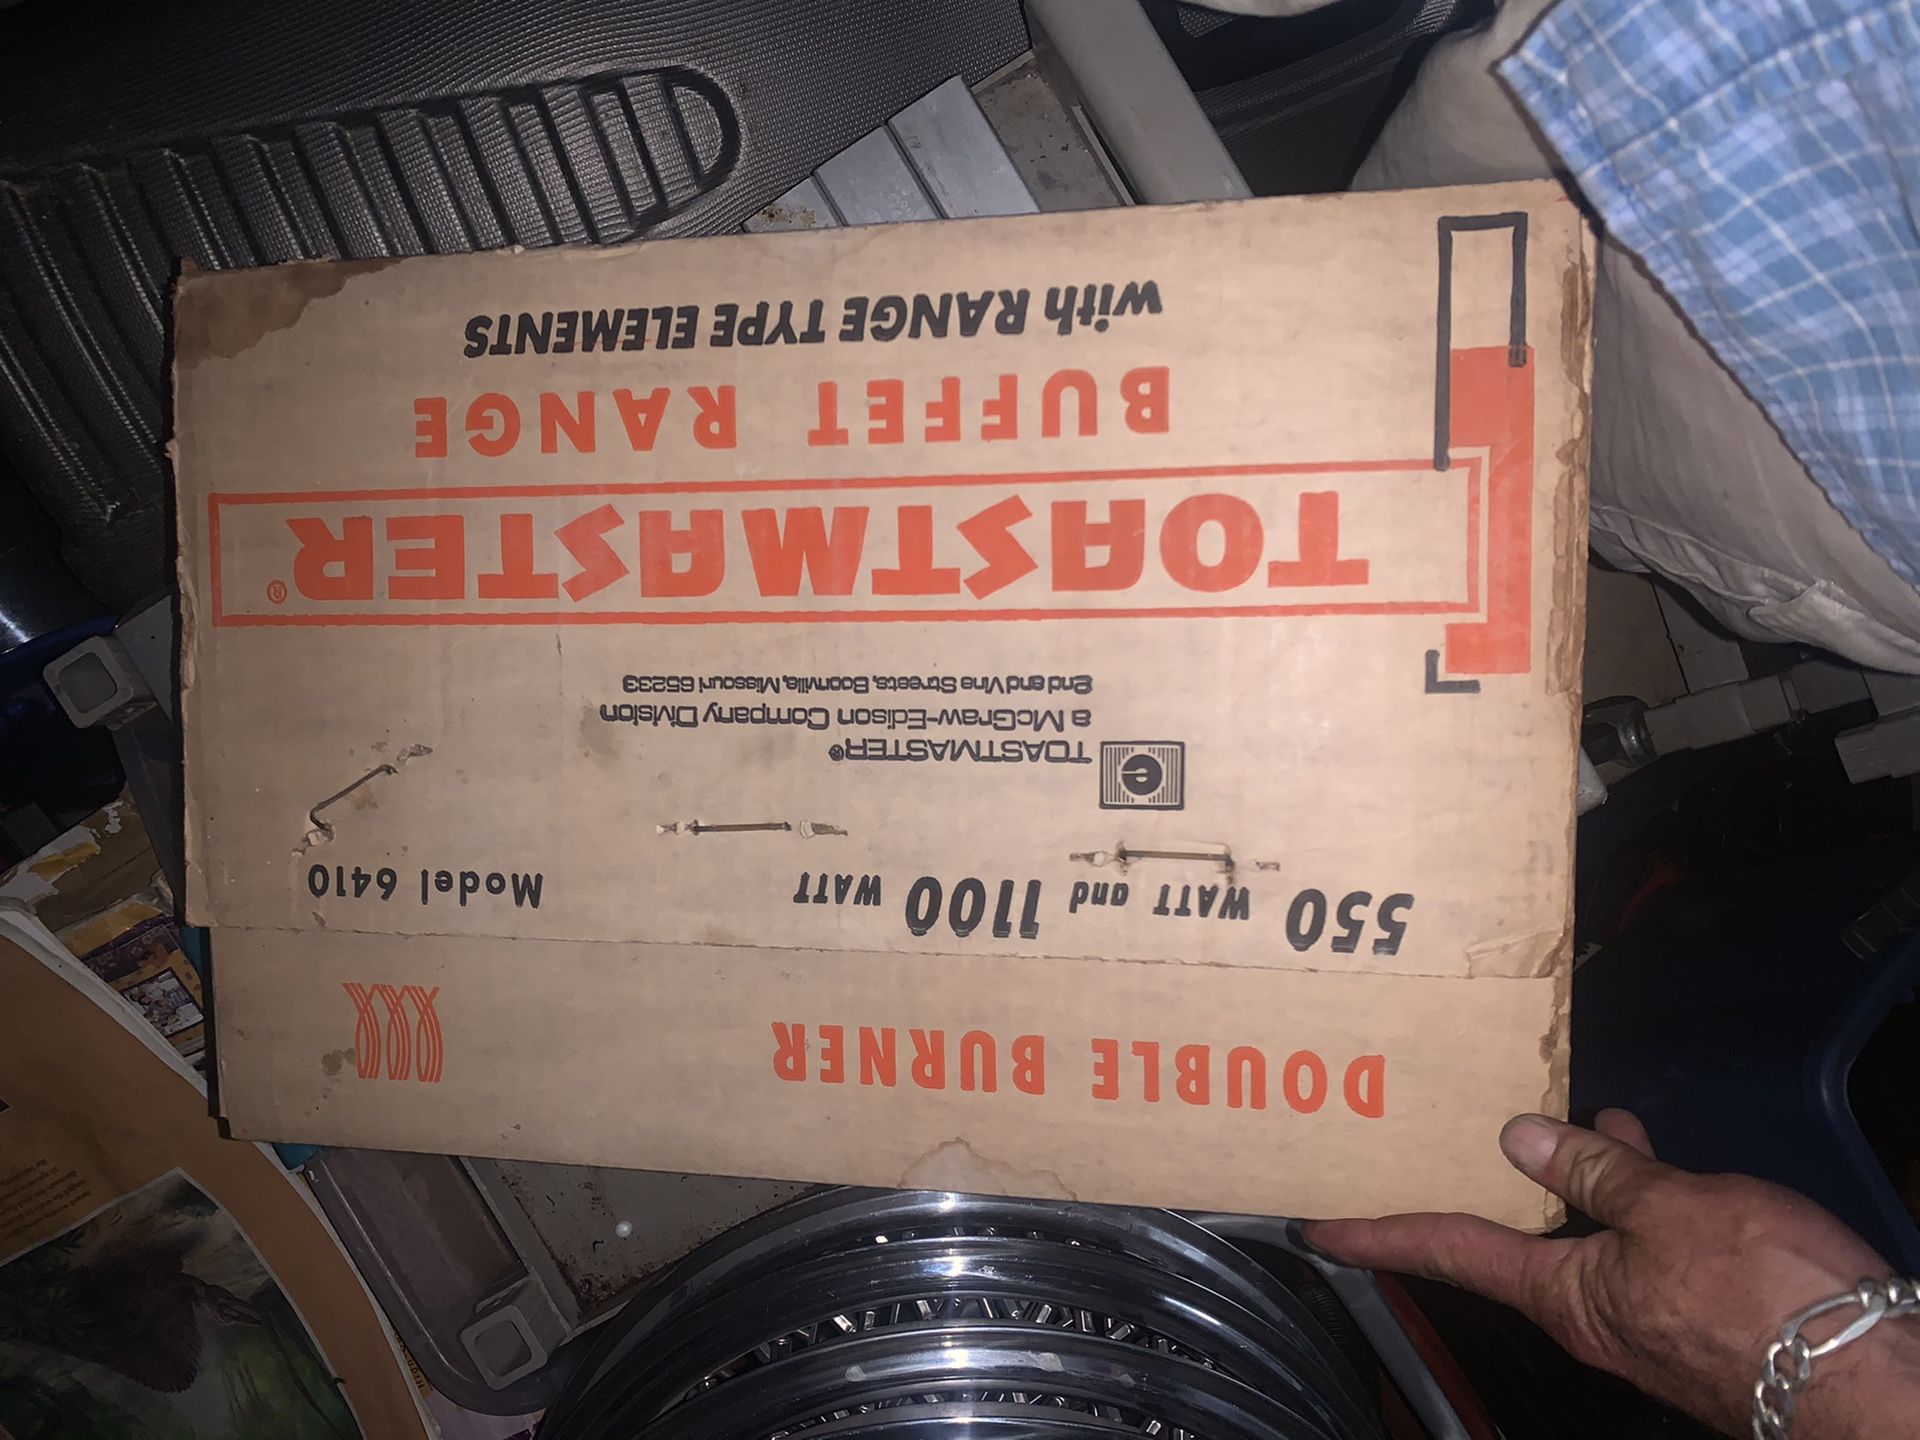 DOUBLE BURNER
550 WATT and 1100 WATT Model 6410
e
TOASTMASTER®
a McGraw-Edison Company Division
2nd and Vine Streets, Boonville, Missouri 65233
TOASTMASTER®
BUFFET RANGE
with RANGE TYPE ELEMENTS